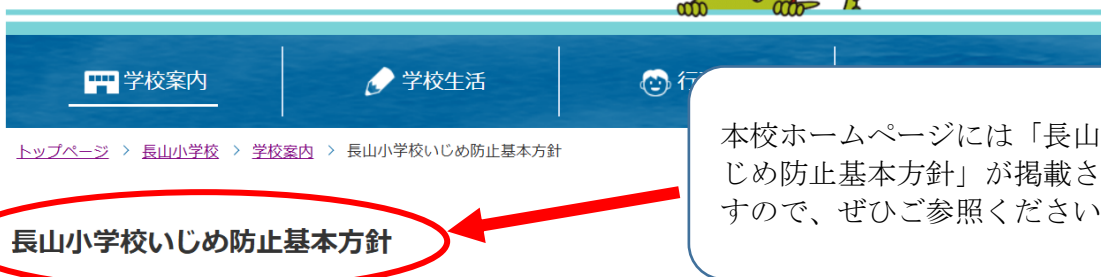 学校案内
学校生活
行
トップページ > 長山小学校 > 学校案内 > 長山小学校いじめ防止基本方針
長山小学校いじめ防止基本方針
本校ホームページには「長山
じめ防止基本方針」が掲載さ
すので、ぜひご参照ください